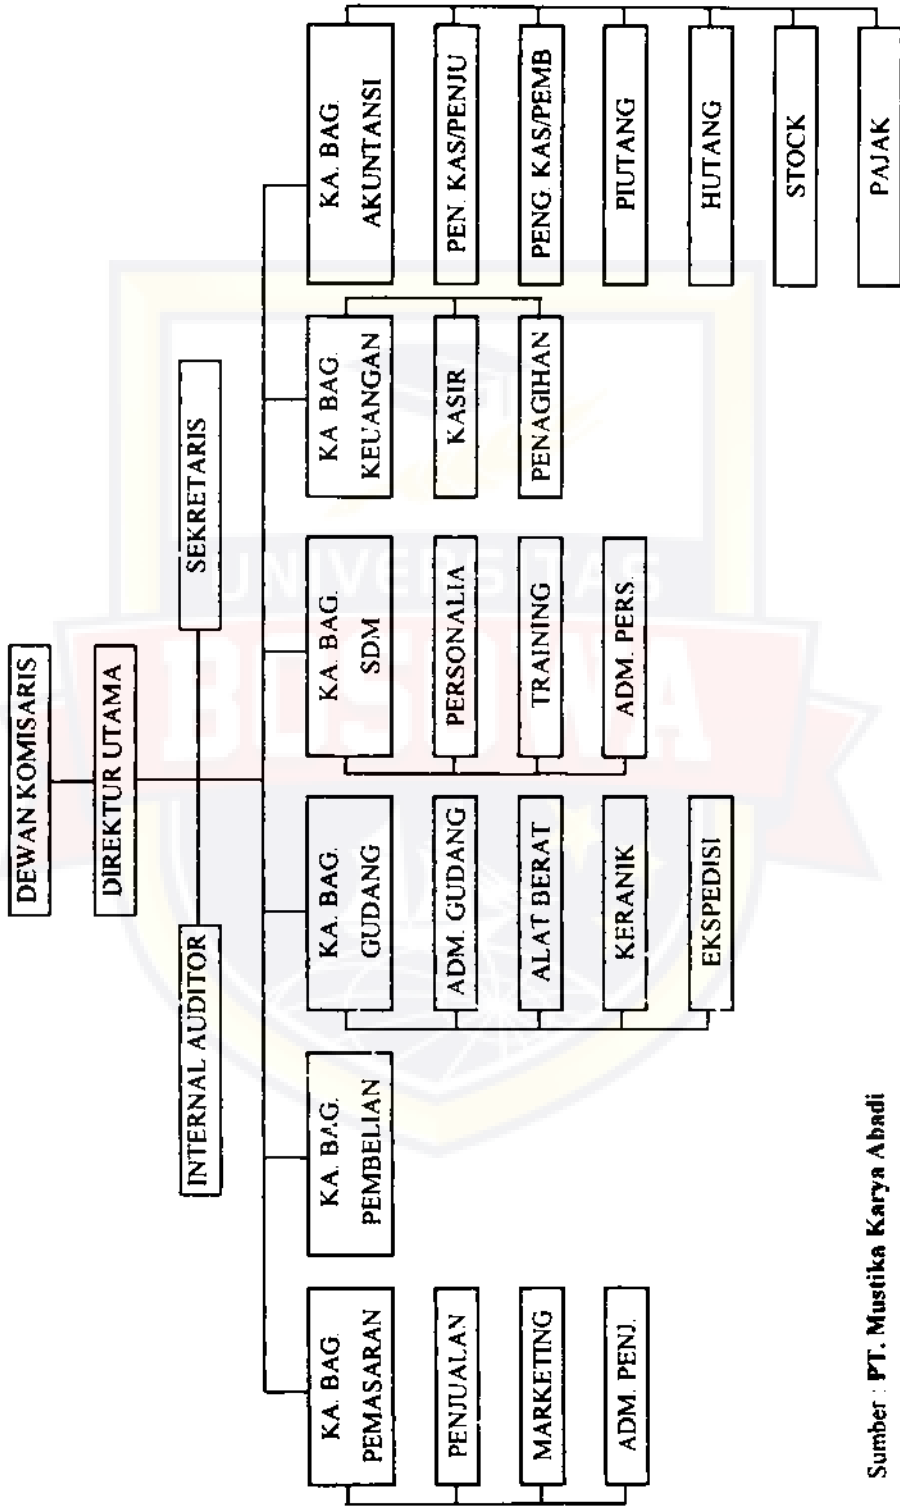 DEWAN KOMISARIS
DIREKTUR UTAMA
INTERNAL AUDITOR
SEKRETARIS
KA. BAG.
PEMASARAN
PENJUALAN
MARKETING
ADM. PENJ.
KA. BAG.
PEMBELIAN
KA. BAG.
GUDANG
ADM. GUDANG
ALAT BERAT
KERANIK
EKSPEDISI
KA. BAG.
SDM
PERSONALIA
TRAINING
ADM. PERS.
KA BAG.
KEUANGAN
KASIR
PENAGIHAN
KA. BAG.
AKUNTANSI
PEN. KAS/PENJU
PENG. KAS/PEMB
PIUTANG
HUTANG
STOCK
PAJAK
Sumber : PT. Mustika Karya Abadi
UNIVERSITAS
BOSOWA